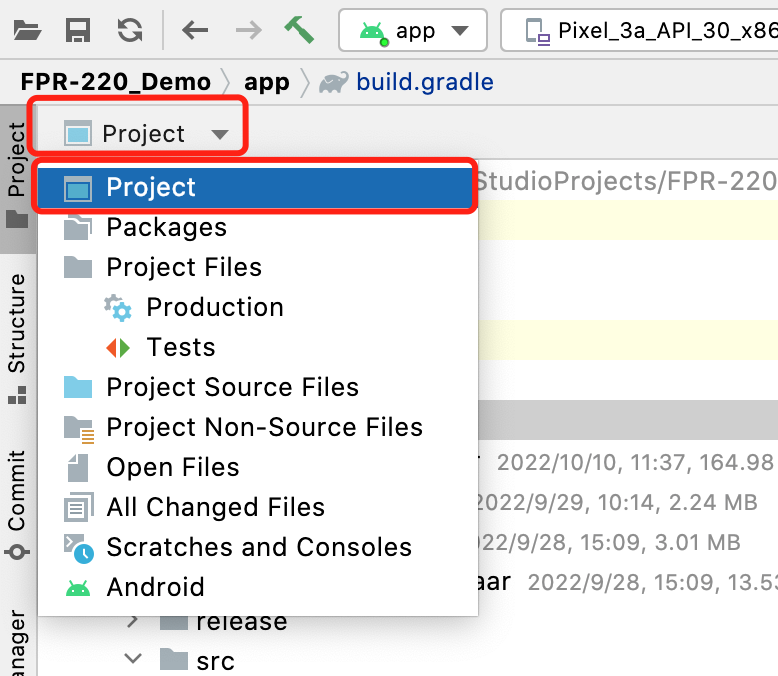 app
Pixel_3a_API_30_x86
FPR-220_Demo app build.gradle
Project
Project
Project
StudioProjects/FPR-220
Packages
Project Files
Production
Structure
Tests
Project Source Files
Project Non-Source Files
Commit
Open Files
2022/10/10, 11:37, 164.98
All Changed Files
2022/9/29, 10:14, 2.24 MB
Scratches and Consoles
22/9/28, 15:09, 3.01 MB
Android
aar 2022/9/28, 15:09, 13.53
anager
release
src